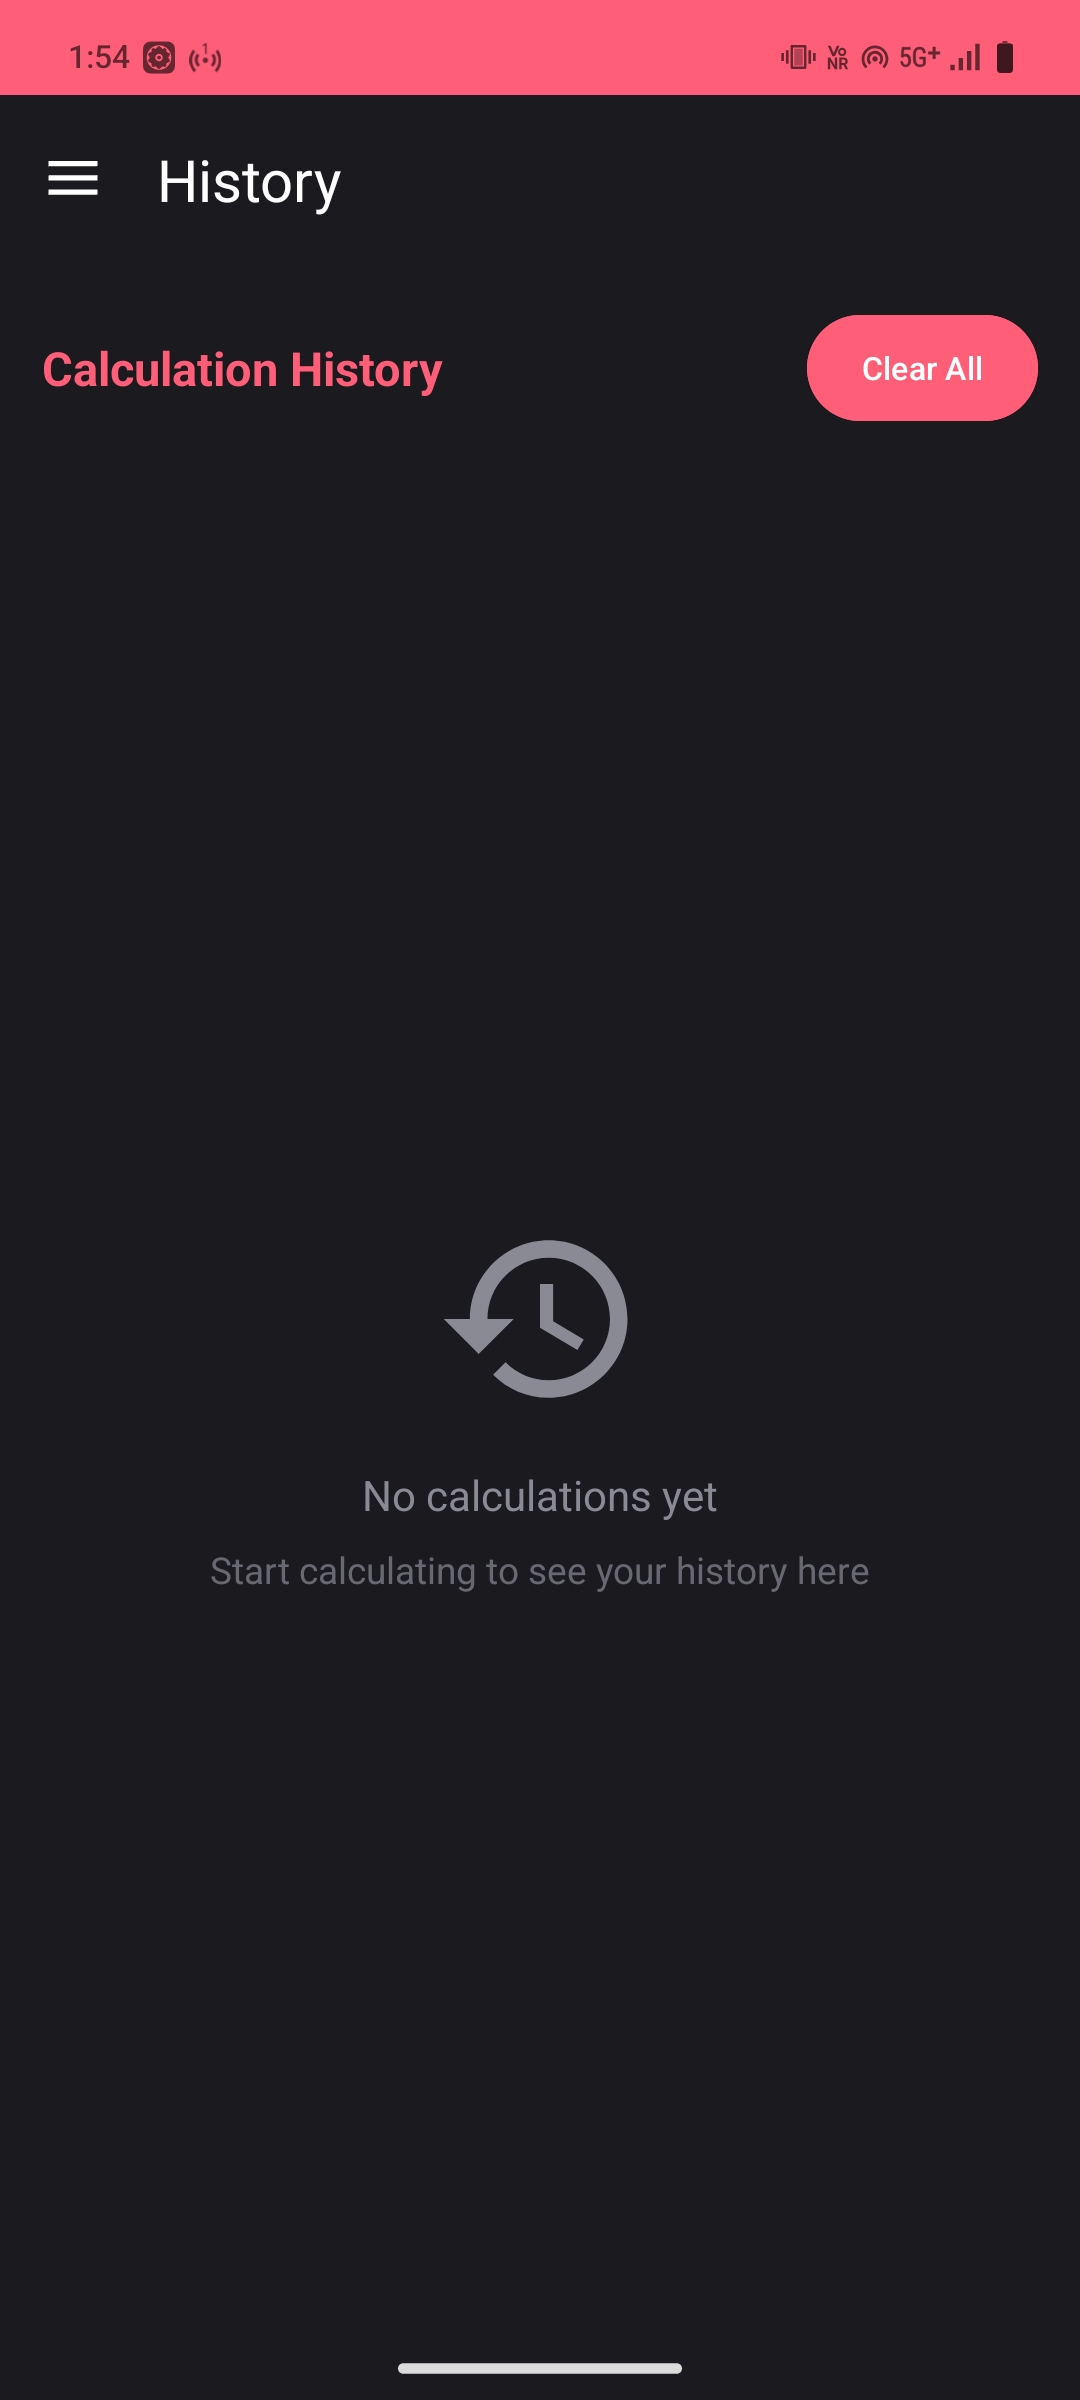 1:54
1
Vo
NR
5G+
History
Calculation History
Clear All
No calculations yet
Start calculating to see your history here